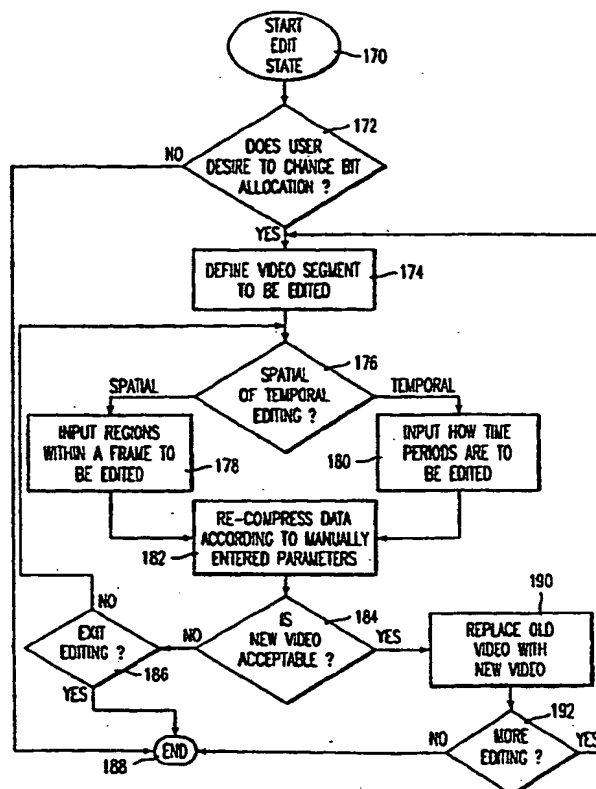 START
EDIT
STATE
170
172
DOES USER
DESIRE TO CHANGE BIT
ALLOCATION ?
NO
YES
DEFINE VIDEO SEGMENT
TO BE EDITED
174
176
SPATIAL
OF TEMPORAL
EDITING ?
SPATIAL
TEMPORAL
INPUT REGIONS
WITHIN A FRAME TO
BE EDITED
178
INPUT HOW TIME
PERIODS ARE TO
BE EDITED
180
RE-COMPRESS DATA
ACCORDING TO MANUALLY
ENTERED PARAMETERS
182
184
IS
NEW VIDEO
ACCEPTABLE ?
NO
YES
NO
EXIT
EDITING ?
186
YES
190
REPLACE OLD
VIDEO WITH
NEW VIDEO
192
MORE
EDITING ?
NO
YES
END
188